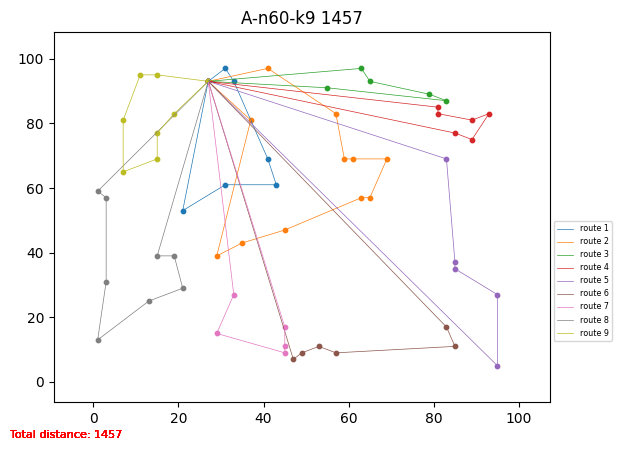 A-n60-k9 1457
100
80
60
40
20
0
0 20 40 60 80 100
route 1
route 2
route 3
route 4
route 5
route 6
route 7
route 8
route 9
Total distance: 1457